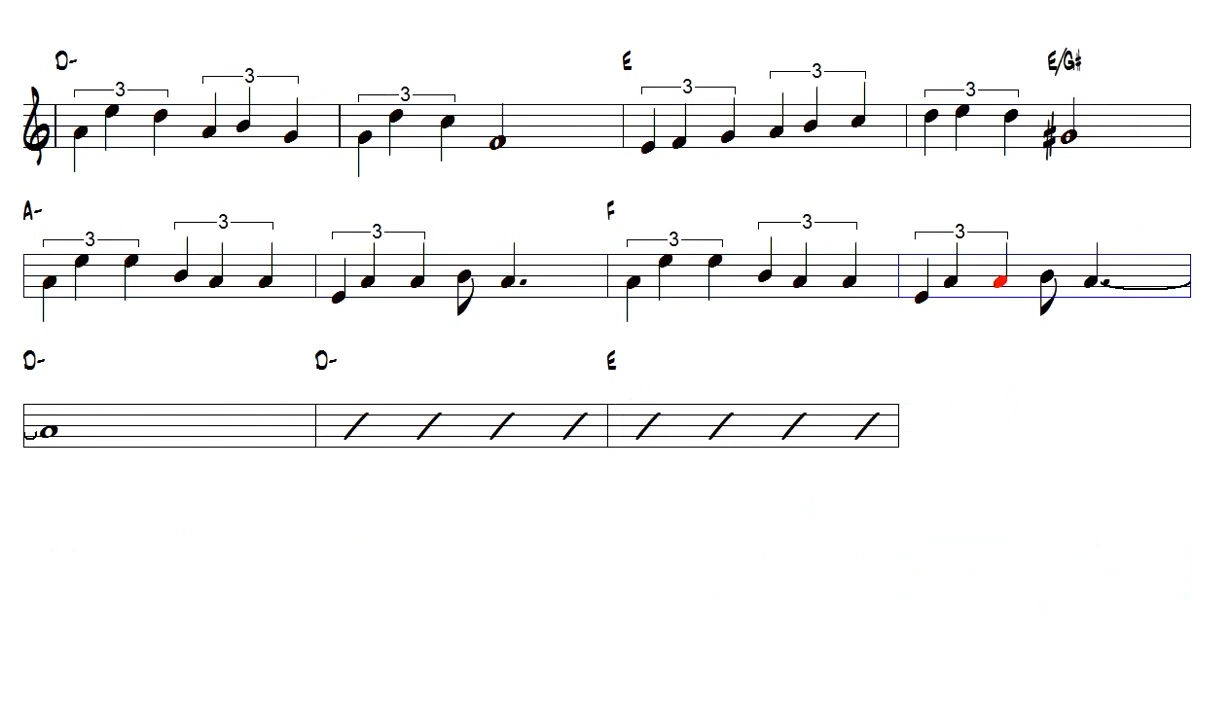 D- E E/G♯
3 3 3 3 3 3
A- F
3 3 3 3 3 3
D- D- E